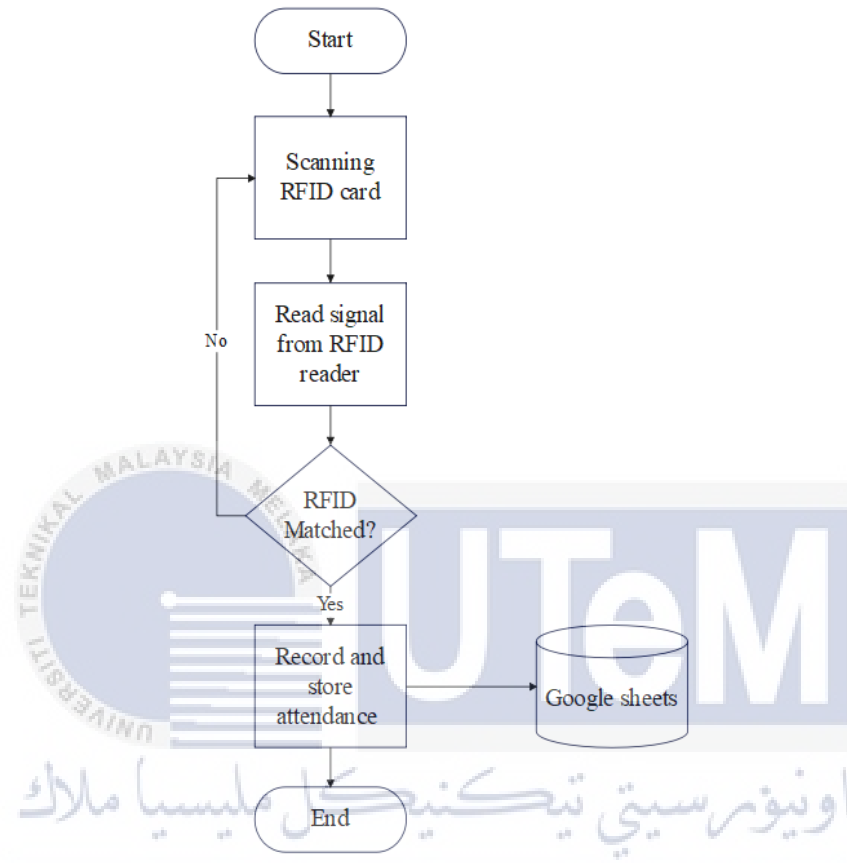 Start
Scanning
RFID card
Read signal
from RFID
reader
No
RFID
Matched?
Yes
Record and
store
attendance
Google sheets
End
UNIVERSITI TEKNIKAL MALAYSIA MELAKA
UTeM
اونيۏرسيتي تيكنيكل مليسيا ملاك